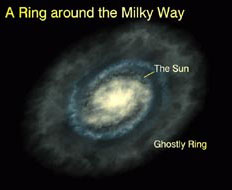 A Ring around the Milky Way
The Sun
Ghostly Ring